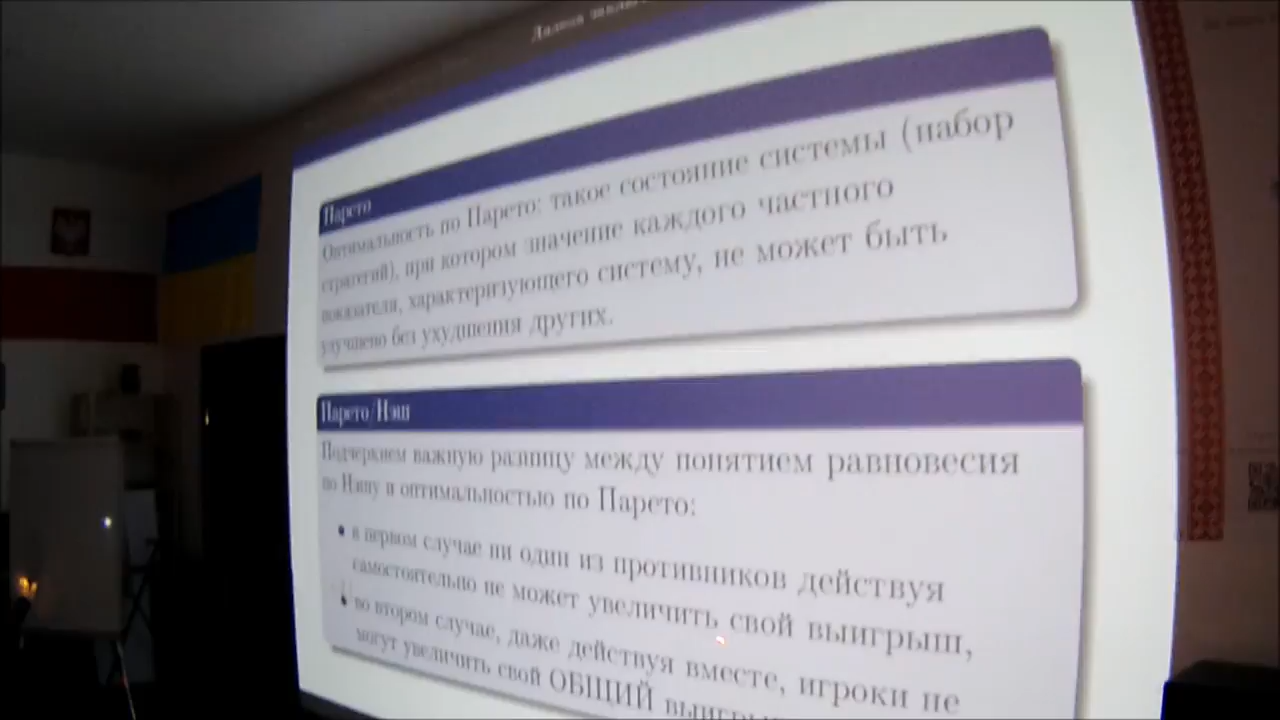 Далпая
Парето
Оптимальность по Парето: такое состояние системы (набор
стратегий), при котором значение каждого частного
показателя, характеризующего систему, не может быть
улучшено без ухудшения других.
Парето/Нэш
Подчеркнем важную разницу между понятием равновесия
по Нэшу и оптимальностью по Парето:
• в первом случае ни один из противников действуя
самостоятельно не может увеличить свой выигрыш,
• во втором случае, даже действуя вместе, игроки не
могут увеличить свой ОБЩИЙ